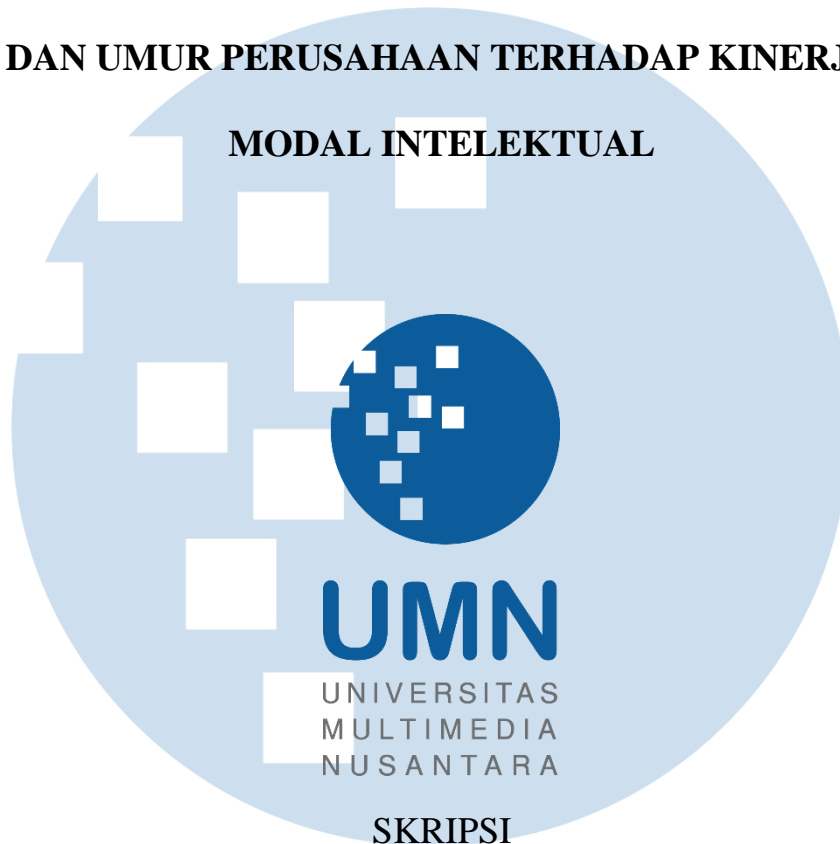 DAN UMUR PERUSAHAAN TERHADAP KINERJ
MODAL INTELEKTUAL
UMN
UNIVERSITAS
MULTIMEDIA
NUSANTARA
SKRIPSI